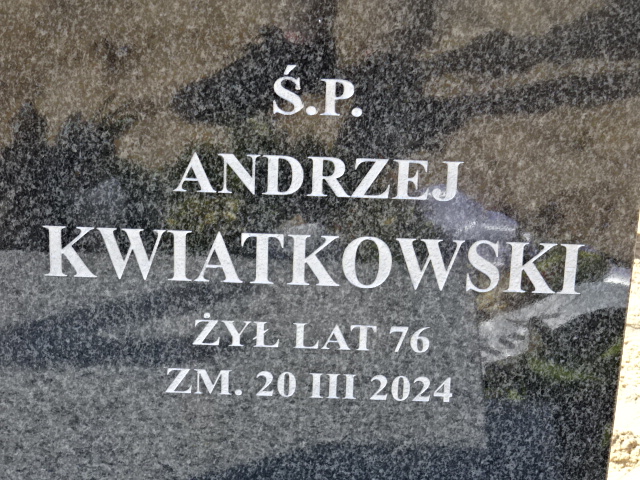 Ś.P.
ANDRZEJ
KWIATKOWSKI
ŻYŁ LAT 76
ZM. 20 III 2024